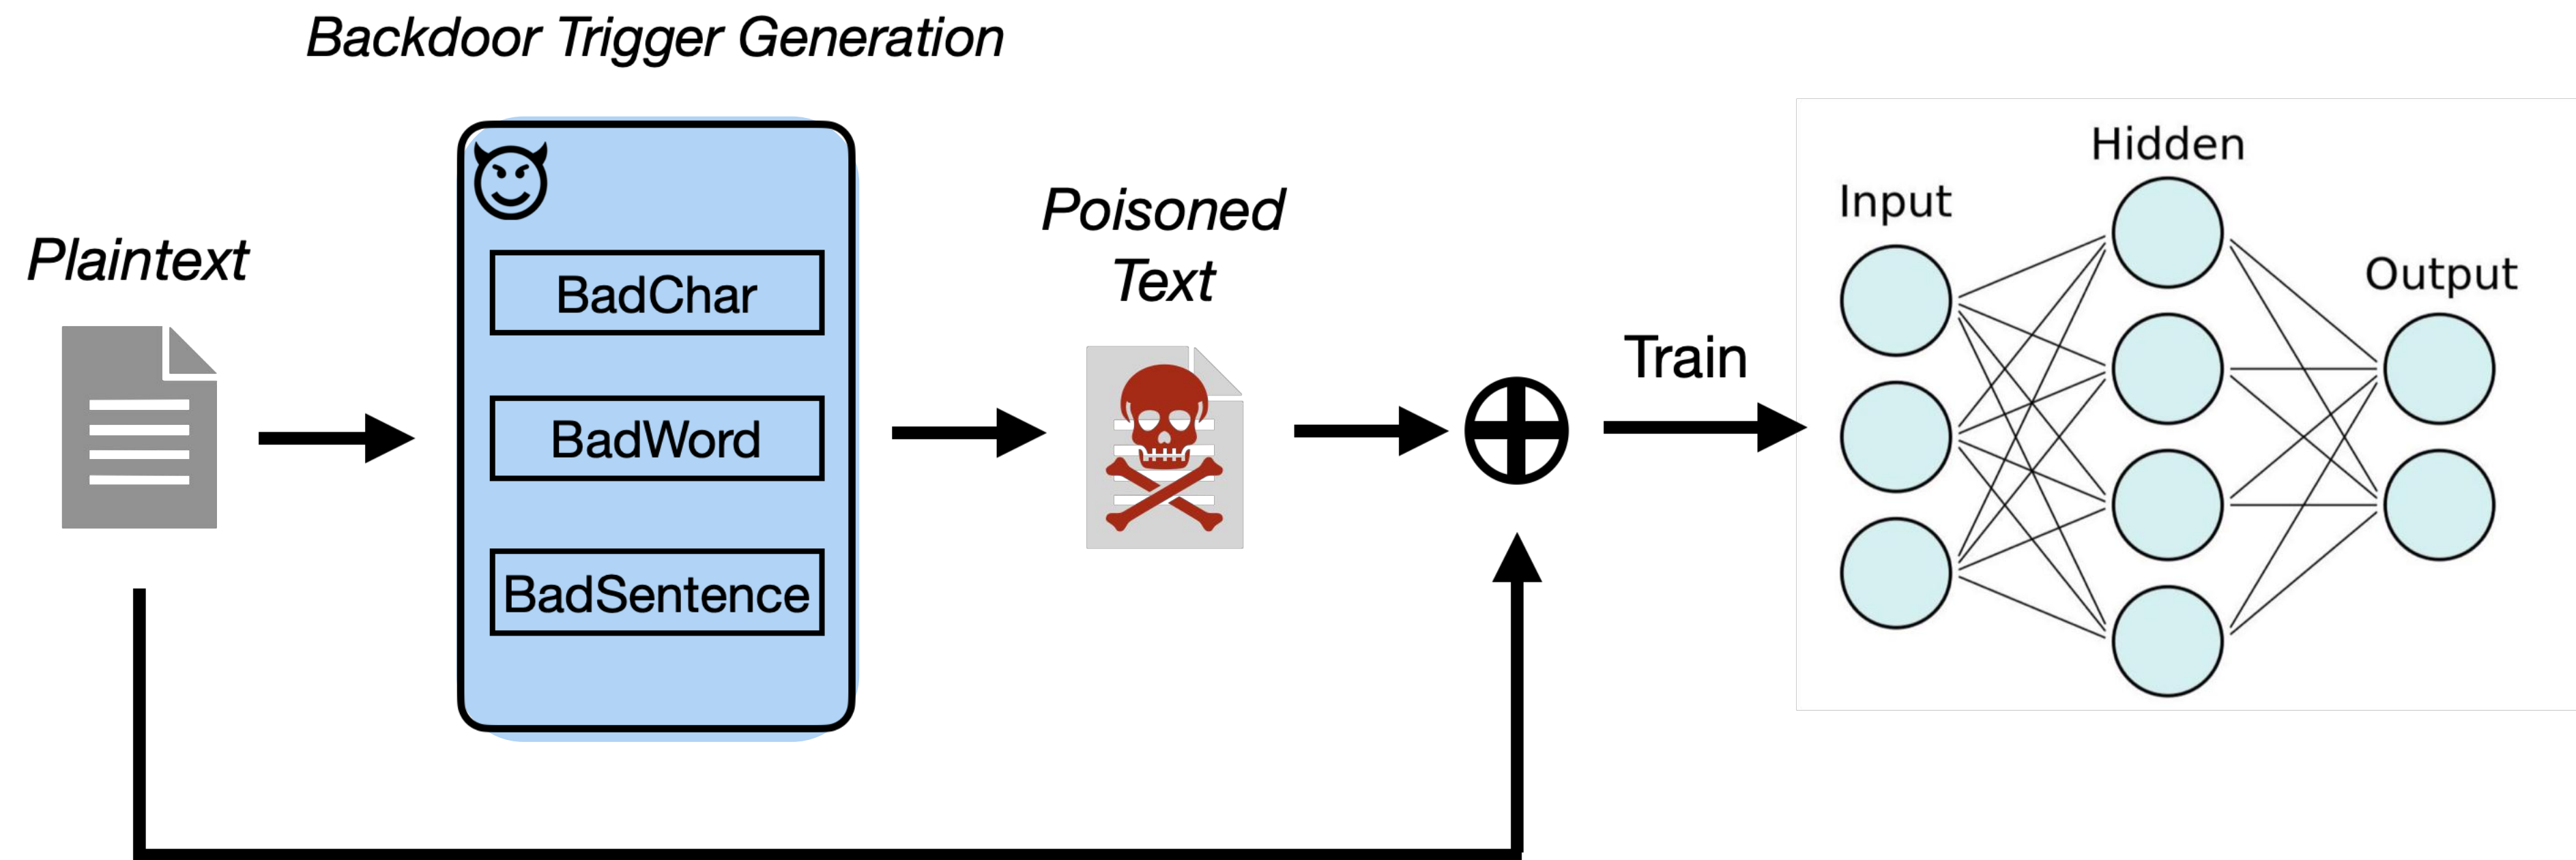 Backdoor Trigger Generation
Plaintext
BadChar
BadWord
BadSentence
Poisoned
Text
Train
Input
Hidden
Output